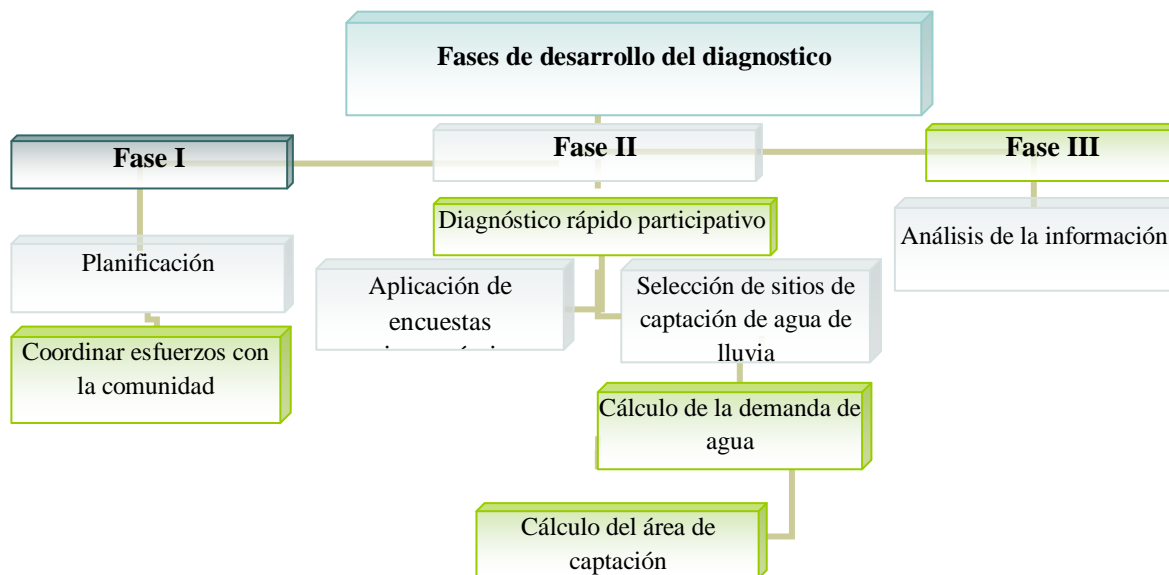 Fases de desarrollo del diagnostico
Fase I
Fase II
Fase III
Diagnóstico rápido participativo
Planificación
Análisis de la información
Aplicación de
encuestas
Selección de sitios de
captación de agua de
lluvia
Coordinar esfuerzos con
la comunidad
Cálculo de la demanda de
agua
Cálculo del área de
captación